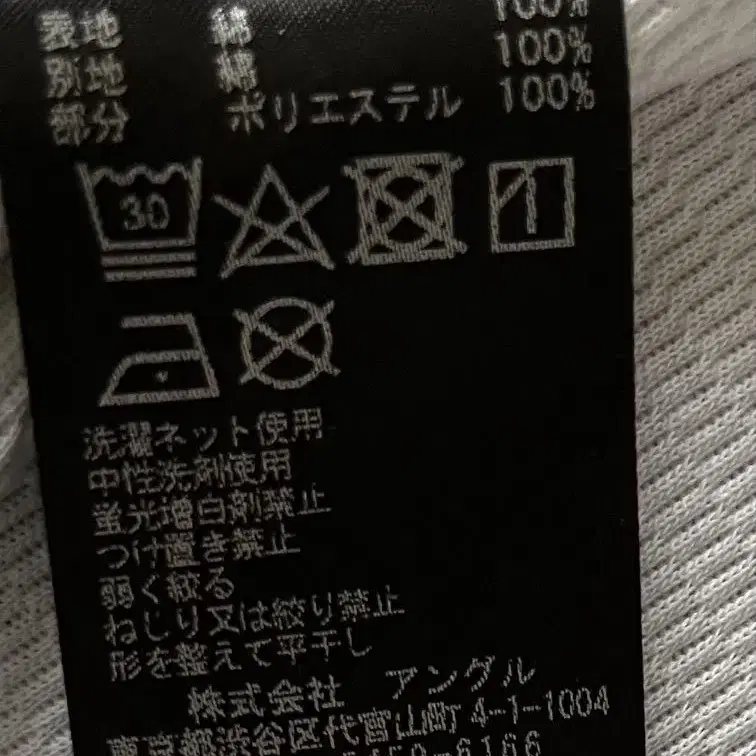 表地 綿 100%
別地 綿 100%
部分 ポリエステル 100%
30
洗濯ネット使用
中性洗剤使用
蛍光増白剤禁止
つけ置き禁止
弱く絞る
ねじり又は絞り禁止
形を整えて平干し
株式会社 アングル
東京都渋谷区代官山町4-1-1004